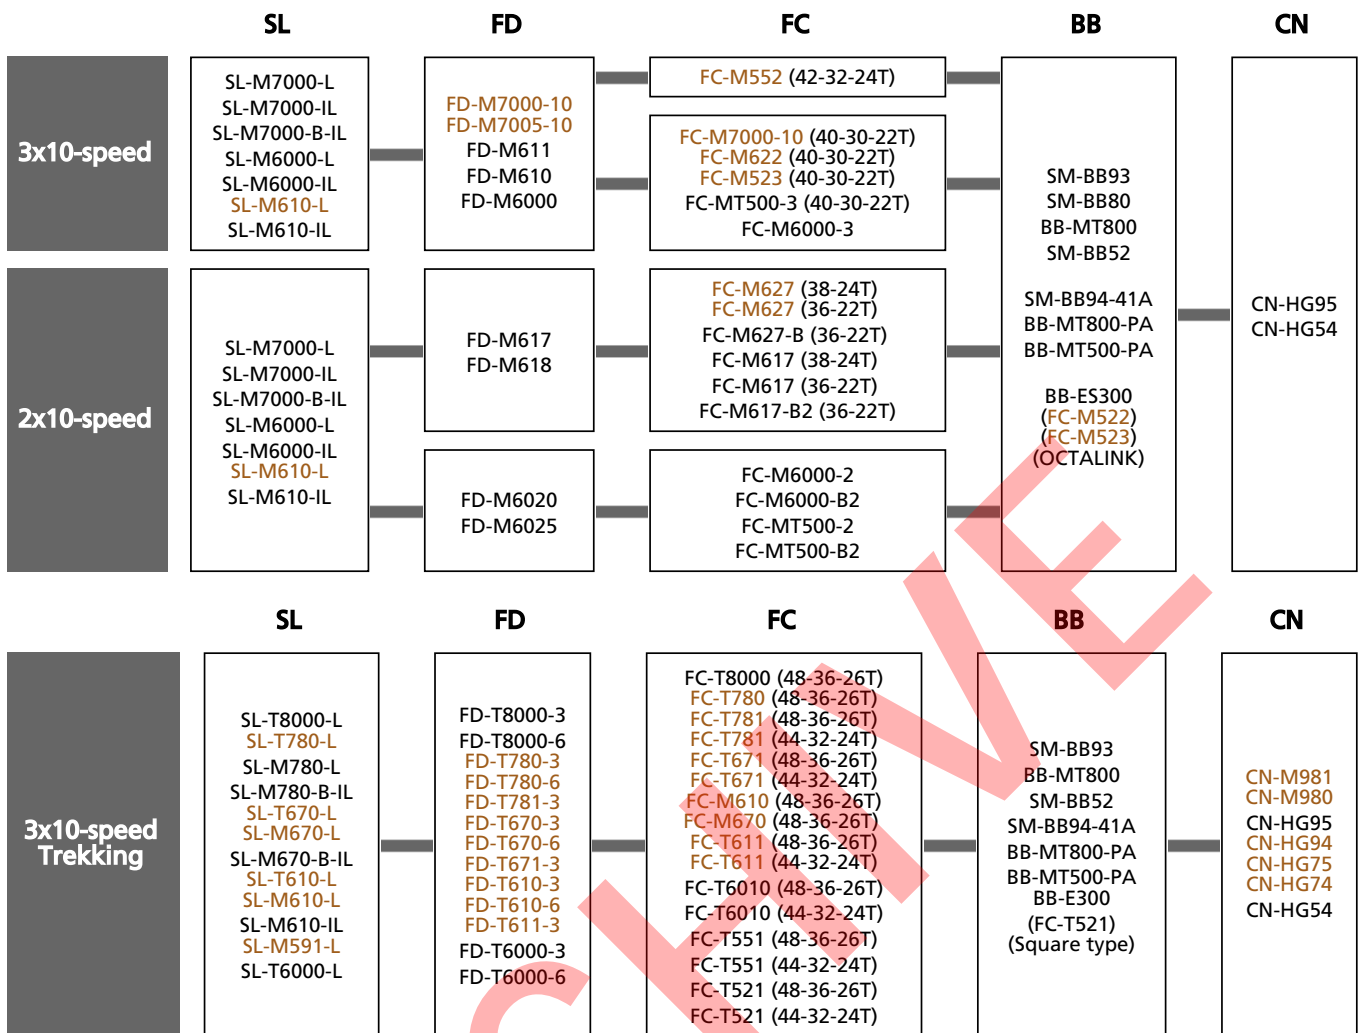 SL FD FC BB CN
3x10-speed
SL-M7000-L
SL-M7000-IL
SL-M7000-B-IL
SL-M6000-L
SL-M6000-IL
SL-M610-L
SL-M610-IL
FD-M7000-10
FD-M7005-10
FD-M611
FD-M610
FD-M6000
FC-M552 (42-32-24T)
FC-M7000-10 (40-30-22T)
FC-M622 (40-30-22T)
FC-M523 (40-30-22T)
FC-MT500-3 (40-30-22T)
FC-M6000-3
2x10-speed
SL-M7000-L
SL-M7000-IL
SL-M7000-B-IL
SL-M6000-L
SL-M6000-IL
SL-M610-L
SL-M610-IL
FD-M617
FD-M618
FC-M627 (38-24T)
FC-M627 (36-22T)
FC-M627-B (36-22T)
FC-M617 (38-24T)
FC-M617 (36-22T)
FC-M617-B2 (36-22T)
FD-M6020
FD-M6025
FC-M6000-2
FC-M6000-B2
FC-MT500-2
FC-MT500-B2
SM-BB93
SM-BB80
BB-MT800
SM-BB52
SM-BB94-41A
BB-MT800-PA
BB-MT500-PA
BB-ES300
(FC-M522)
(FC-M523)
(OCTALINK)
CN-HG95
CN-HG54
SL FD FC BB CN
3x10-speed
Trekking
SL-T8000-L
SL-T780-L
SL-M780-L
SL-M780-B-IL
SL-T670-L
SL-M670-L
SL-M670-B-IL
SL-T610-L
SL-M610-L
SL-M610-IL
SL-M591-L
SL-T6000-L
FD-T8000-3
FD-T8000-6
FD-T780-3
FD-T780-6
FD-T781-3
FD-T670-3
FD-T670-6
FD-T671-3
FD-T610-3
FD-T610-6
FD-T611-3
FD-T6000-3
FD-T6000-6
FC-T8000 (48-36-26T)
FC-T780 (48-36-26T)
FC-T781 (48-36-26T)
FC-T781 (44-32-24T)
FC-T671 (48-36-26T)
FC-T671 (44-32-24T)
FC-M610 (48-36-26T)
FC-M670 (48-36-26T)
FC-T611 (48-36-26T)
FC-T611 (44-32-24T)
FC-T6010 (48-36-26T)
FC-T6010 (44-32-24T)
FC-T551 (48-36-26T)
FC-T551 (44-32-24T)
FC-T521 (48-36-26T)
FC-T521 (44-32-24T)
SM-BB93
BB-MT800
SM-BB52
SM-BB94-41A
BB-MT800-PA
BB-MT500-PA
BB-E300
(FC-T521)
(Square type)
CN-M981
CN-M980
CN-HG95
CN-HG94
CN-HG75
CN-HG74
CN-HG54
CHIVE